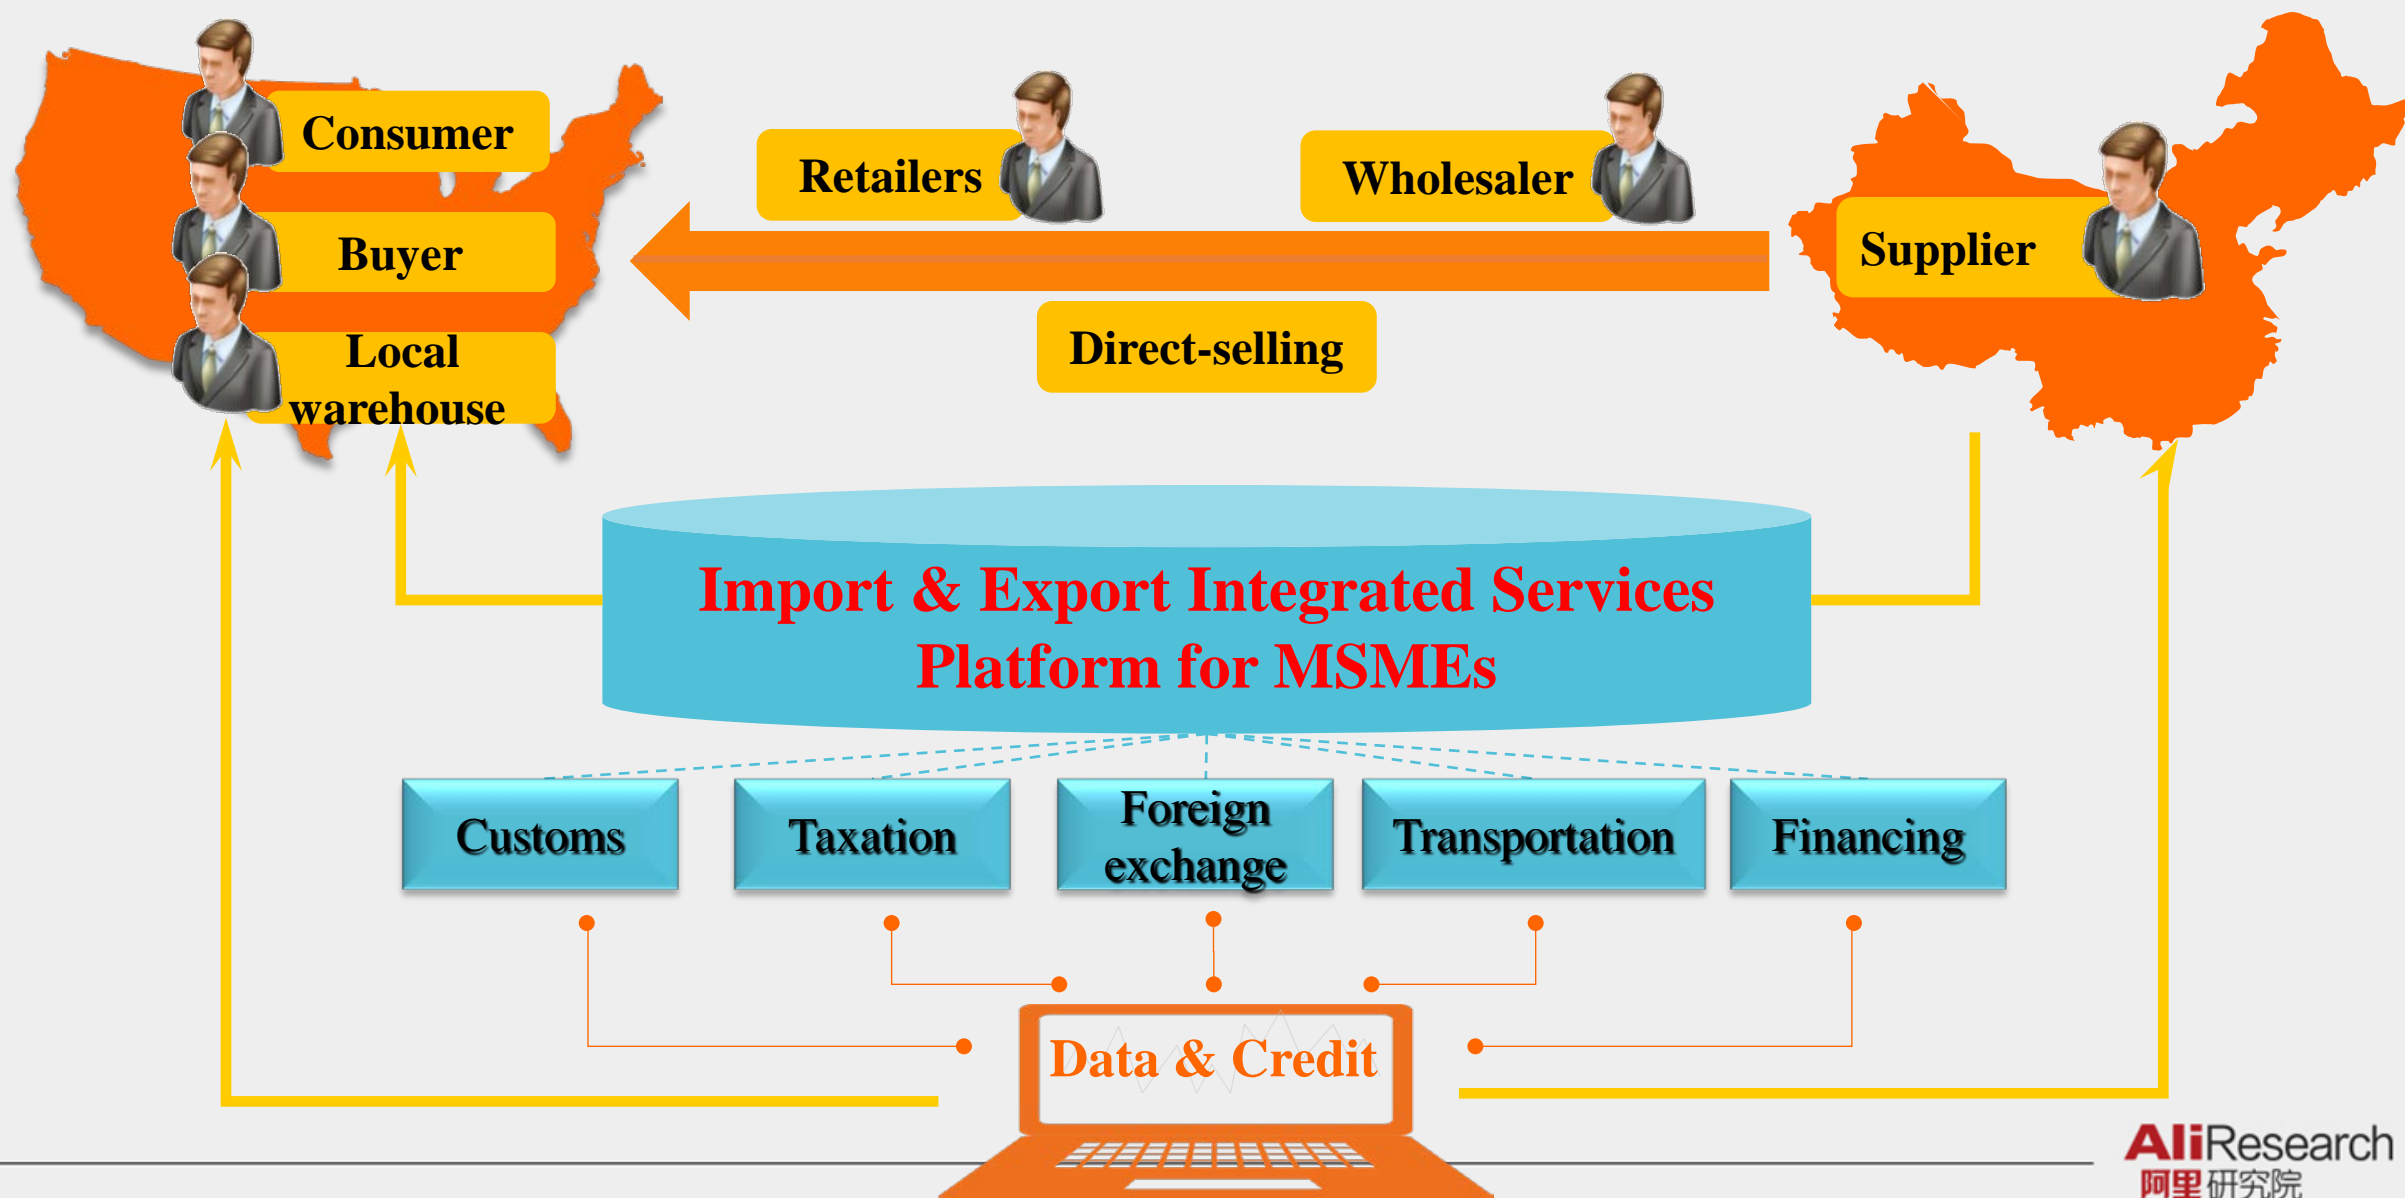 Consumer
Retailers
Wholesaler
Supplier
Buyer
Direct-selling
Local
warehouse
Import & Export Integrated Services
Platform for MSMEs
Customs
Taxation
Foreign
exchange
Transportation
Financing
Data & Credit
AliResearch
阿里研究院